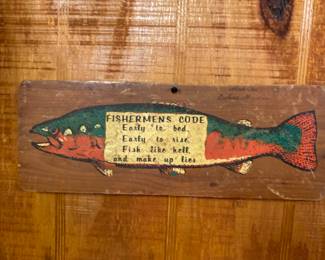 FISHERMENS CODE
Early to bed,
Early to rise,
Fish like hell,
and make up lies